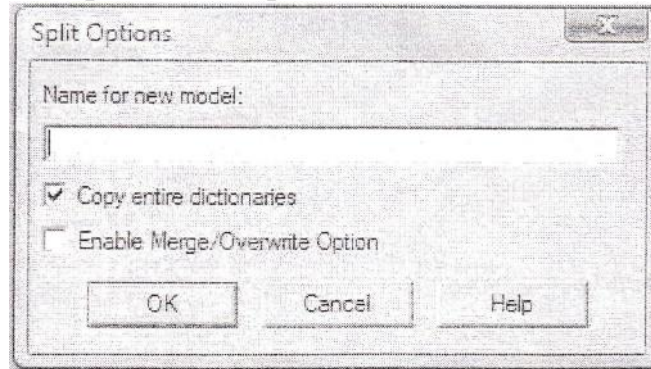 Split Options
Name for new model:
Copy entire dictionaries
Enable Merge/Overwrite Option
OK Cancel Help